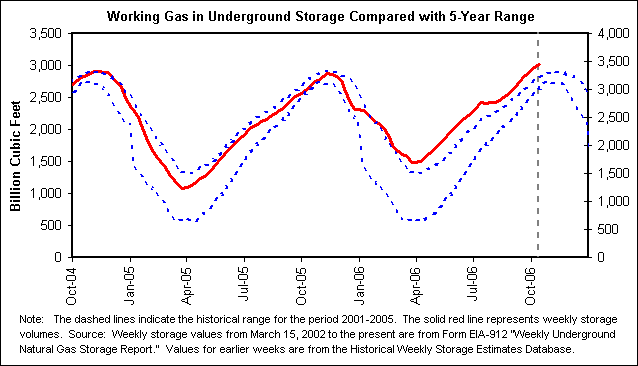 Working Gas in Underground Storage Compared with 5-Year Range
Billion Cubic Feet
3,500
3,000
2,500
2,000
1,500
1,000
500
0
4,000
3,500
3,000
2,500
2,000
1,500
1,000
500
0
Oct-04
Jan-05
Apr-05
Jul-05
Oct-05
Jan-06
Apr-06
Jul-06
Oct-06
Note: The dashed lines indicate the historical range for the period 2001-2005. The solid red line represents weekly storage
volumes. Source: Weekly storage values from March 15, 2002 to the present are from Form EIA-912 "Weekly Underground
Natural Gas Storage Report." Values for earlier weeks are from the Historical Weekly Storage Estimates Database.